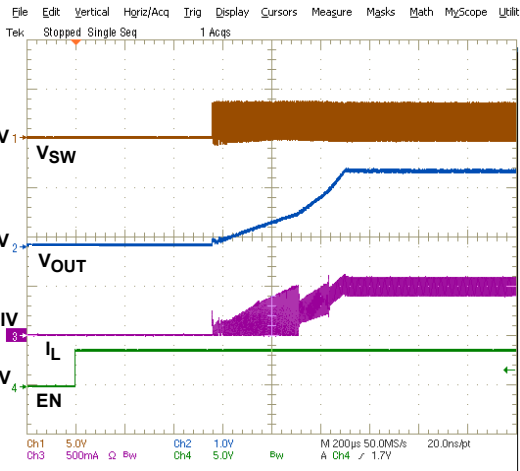 File Edit Vertical Horiz/Acq Trig Display Cursors Measure Masks Math MyScope Utilit
Tek Stopped Single Seq 1 Acqs
V 1
VSW
V 2
VOUT
IV
3
IL
V 4
EN
Ch1 5.0V Ch2 1.0V M 200µs 50.0MS/s 20.0ns/pt
Ch3 500mA Ω Bw Ch4 5.0V Bw A Ch4 ∕ 1.7V